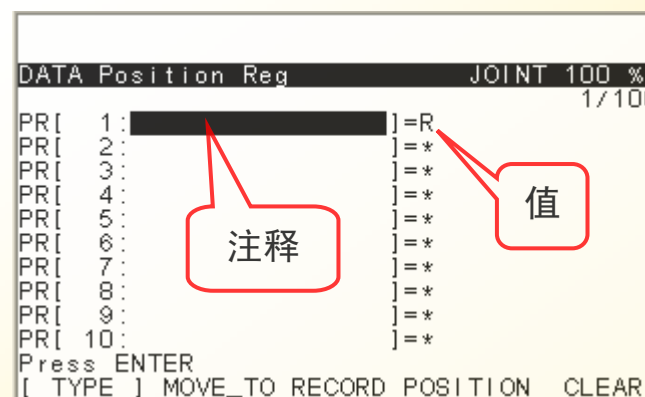 DATA Position Reg JOINT 100 %
1/100
PR[ 1: ]=R
PR[ 2: ]=*
PR[ 3: ]=*
PR[ 4: ]=*
PR[ 5: ]=*
PR[ 6: ]=*
PR[ 7: ]=*
PR[ 8: ]=*
PR[ 9: ]=*
PR[ 10: ]=*
注释
值
Press ENTER
[ TYPE ] MOVE_TO RECORD POSITION CLEAR